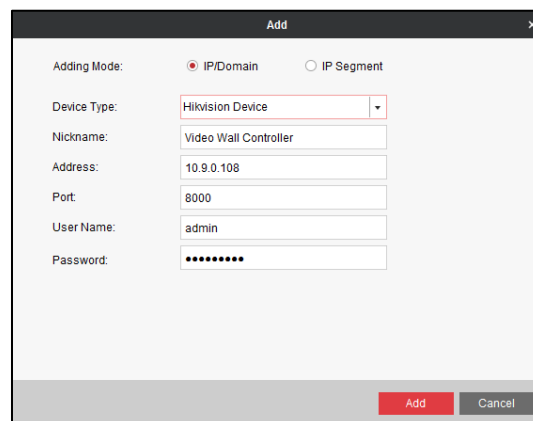 Add ×
Adding Mode: IP/Domain IP Segment
Device Type: Hikvision Device
Nickname: Video Wall Controller
Address: 10.9.0.108
Port: 8000
User Name: admin
Password: •••••••••
Add Cancel